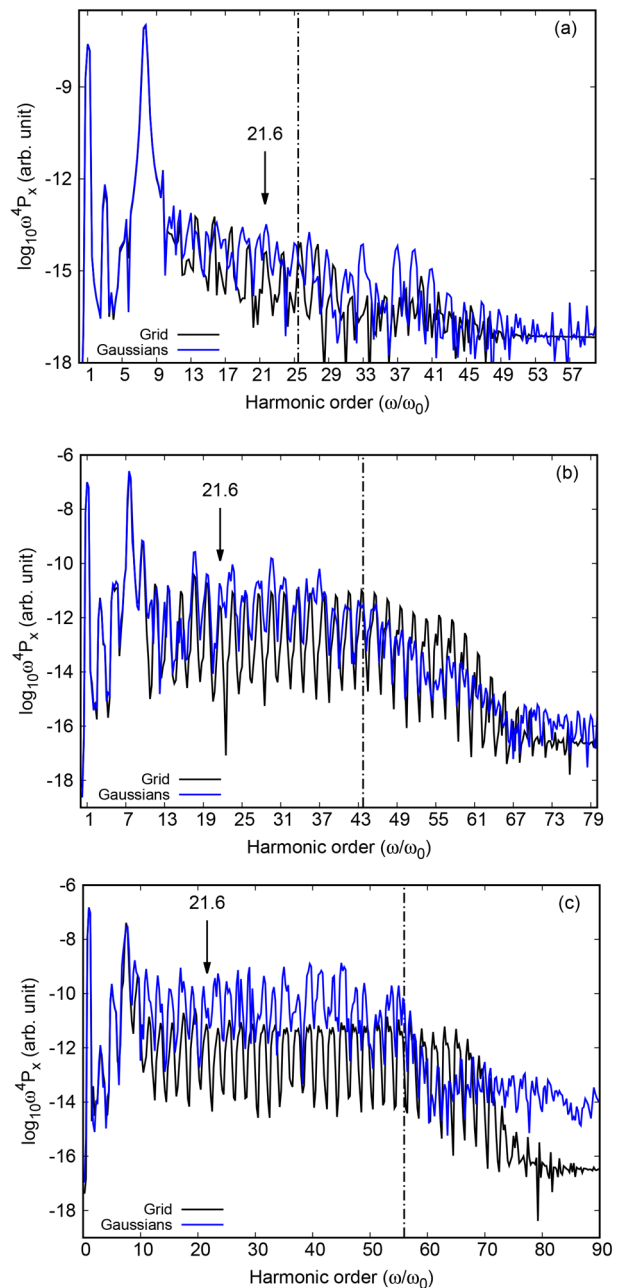 (a)
-9
21.6
-12
log10ω4Px (arb. unit)
-15
Grid
Gaussians
-18
1 5 9 13 17 21 25 29 33 37 41 45 49 53 57
Harmonic order (ω/ω0)
-6
(b)
-8
21.6
-10
log10ω4Px (arb. unit)
-12
-14
-16
-18
Grid
Gaussians
1 7 13 19 25 31 37 43 49 55 61 67 73 79
Harmonic order (ω/ω0)
-6
21.6
(c)
-8
-10
log10ω4Px (arb. unit)
-12
-14
-16
-18
Grid
Gaussians
0 10 20 30 40 50 60 70 80 90
Harmonic order (ω/ω0)